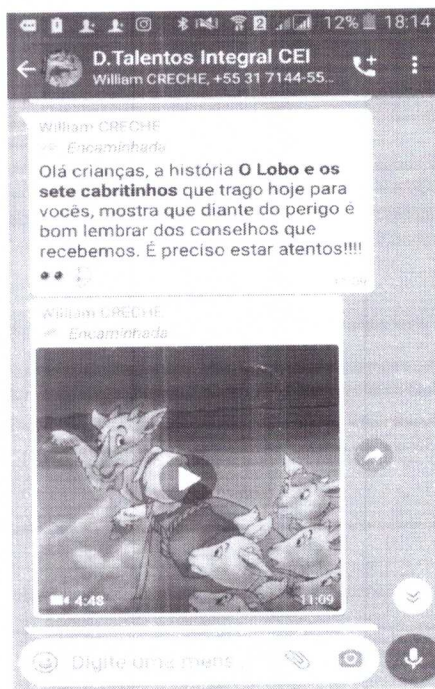 2 12% 18:14
D.Talentos Integral CEI
William CRECHE, +55 31 7144-55...
William CRECHE
Encaminhada
Olá crianças, a história O Lobo e os
sete cabritinhos que trago hoje para
vocês, mostra que diante do perigo é
bom lembrar dos conselhos que
recebemos. É preciso estar atentos!!!!
William CRECHE
Encaminhada
4:48 11:09
Digite uma mens